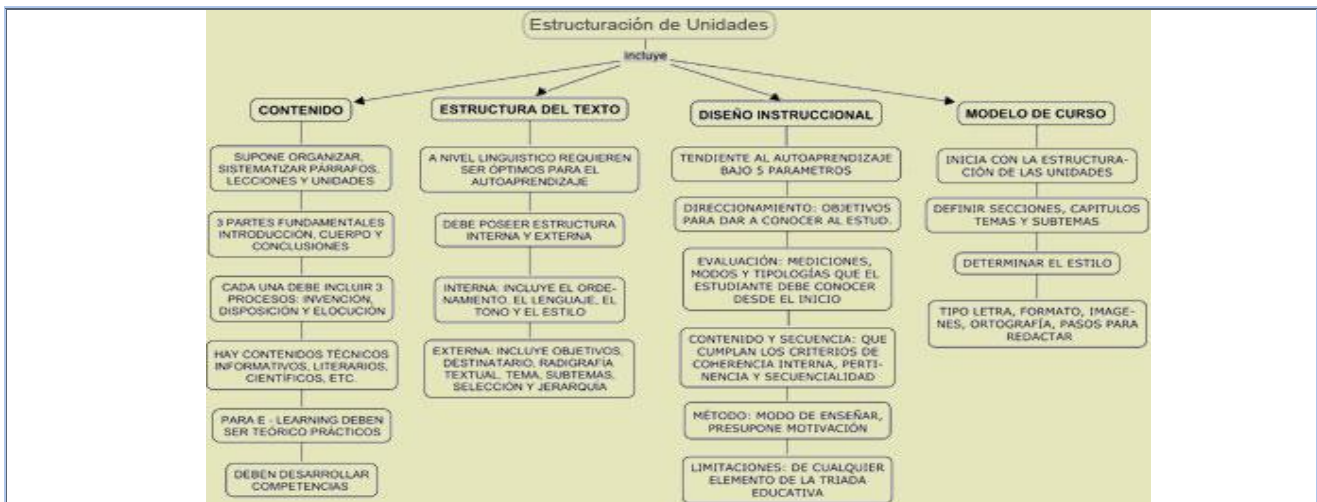 Estructuración de Unidades
incluye
CONTENIDO
SUPONE ORGANIZAR,
SISTEMATIZAR PÁRRAFOS,
LECCIONES Y UNIDADES
3 PARTES FUNDAMENTALES
INTRODUCCIÓN, CUERPO Y
CONCLUSIONES
CADA UNA DEBE INCLUIR 3
PROCESOS: INVENCIÓN,
DISPOSICIÓN Y ELOCUCIÓN
HAY CONTENIDOS TÉCNICOS
INFORMATIVOS, LITERARIOS,
CIENTÍFICOS, ETC.
PARA E - LEARNING DEBEN
SER TEÓRICO PRÁCTICOS
DEBEN DESARROLLAR
COMPETENCIAS
ESTRUCTURA DEL TEXTO
A NIVEL LINGUISTICO REQUIEREN
SER ÓPTIMOS PARA EL
AUTOAPRENDIZAJE
DEBE POSEER ESTRUCTURA
INTERNA Y EXTERNA
INTERNA: INCLUYE EL ORDE-
NAMIENTO. EL LENGUAJE, EL
TONO Y EL ESTILO
EXTERNA: INCLUYE OBJETIVOS,
DESTINATARIO, RADIGRAFÍA
TEXTUAL, TEMA, SUBTEMAS,
SELECCIÓN Y JERARQUÍA
DISEÑO INSTRUCCIONAL
TENDIENTE AL AUTOAPRENDIZAJE
BAJO 5 PARAMETROS
DIRECCIONAMIENTO: OBJETIVOS
PARA DAR A CONOCER AL ESTUD.
EVALUACIÓN: MEDICIONES,
MODOS Y TIPOLOGÍAS QUE EL
ESTUDIANTE DEBE CONOCER
DESDE EL INICIO
CONTENIDO Y SECUENCIA: QUE
CUMPLAN LOS CRITERIOS DE
COHERENCIA INTERNA, PERTI-
NENCIA Y SECUENCIALIDAD
MÉTODO: MODO DE ENSEÑAR,
PRESUPONE MOTIVACIÓN
LIMITACIONES: DE CUALQUIER
ELEMENTO DE LA TRIADA
EDUCATIVA
MODELO DE CURSO
INICIA CON LA ESTRUCTURA-
CIÓN DE LAS UNIDADES
DEFINIR SECCIONES, CAPITULOS
TEMAS Y SUBTEMAS
DETERMINAR EL ESTILO
TIPO LETRA, FORMATO, IMAGE-
NES, ORTOGRAFÍA, PASOS PARA
REDACTAR